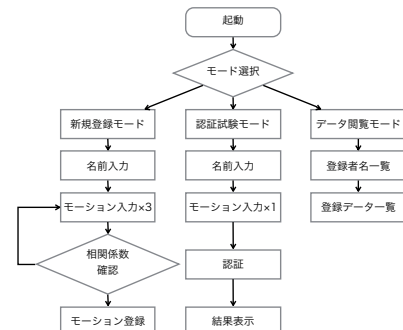 起動
モード選択
新規登録モード
認証試験モード
データ閲覧モード
名前入力
名前入力
登録者名一覧
モーション入力×3
モーション入力×1
登録データ一覧
相関係数
確認
認証
モーション登録
結果表示